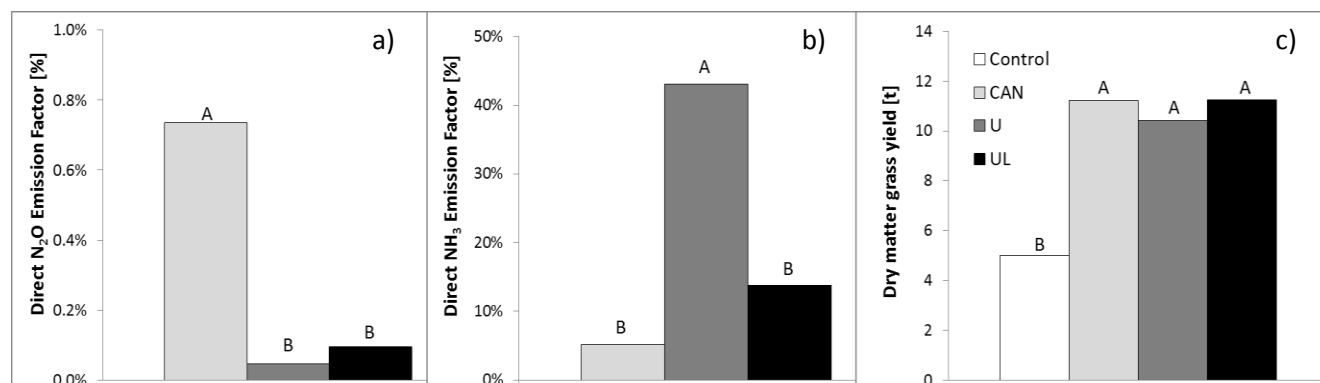 a)
Direct N₂O Emission Factor [%]
1.0%
0.8%
0.6%
0.4%
0.2%
0.0%
A
B
B
b)
Direct NH₃ Emission Factor [%]
50%
40%
30%
20%
10%
0%
B
A
B
c)
Dry matter grass yield [t]
14
12
10
8
6
4
2
0
Control
CAN
U
UL
B
A
A
A